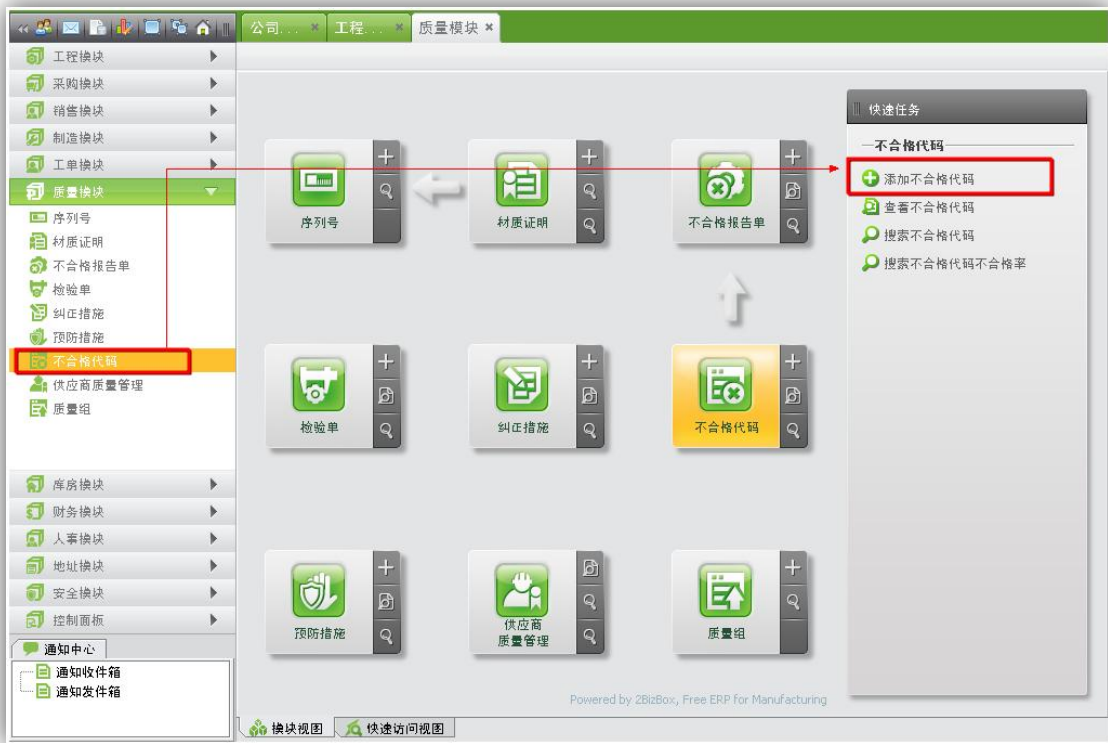 公司... × 工程... × 质量模块 ×
工程模块
采购模块
销售模块
制造模块
工单模块
质量模块
序列号
材质证明
不合格报告单
检验单
纠正措施
预防措施
不合格代码
供应商质量管理
质量组
库房模块
财务模块
人事模块
地址模块
安全模块
控制面板
通知中心
通知收件箱
通知发件箱
序列号
材质证明
不合格报告单
检验单
纠正措施
不合格代码
预防措施
供应商
质量管理
质量组
Powered by 2BizBox, Free ERP for Manufacturing
模块视图
快速访问视图
快速任务
不合格代码
添加不合格代码
查看不合格代码
搜索不合格代码
搜索不合格代码不合格率